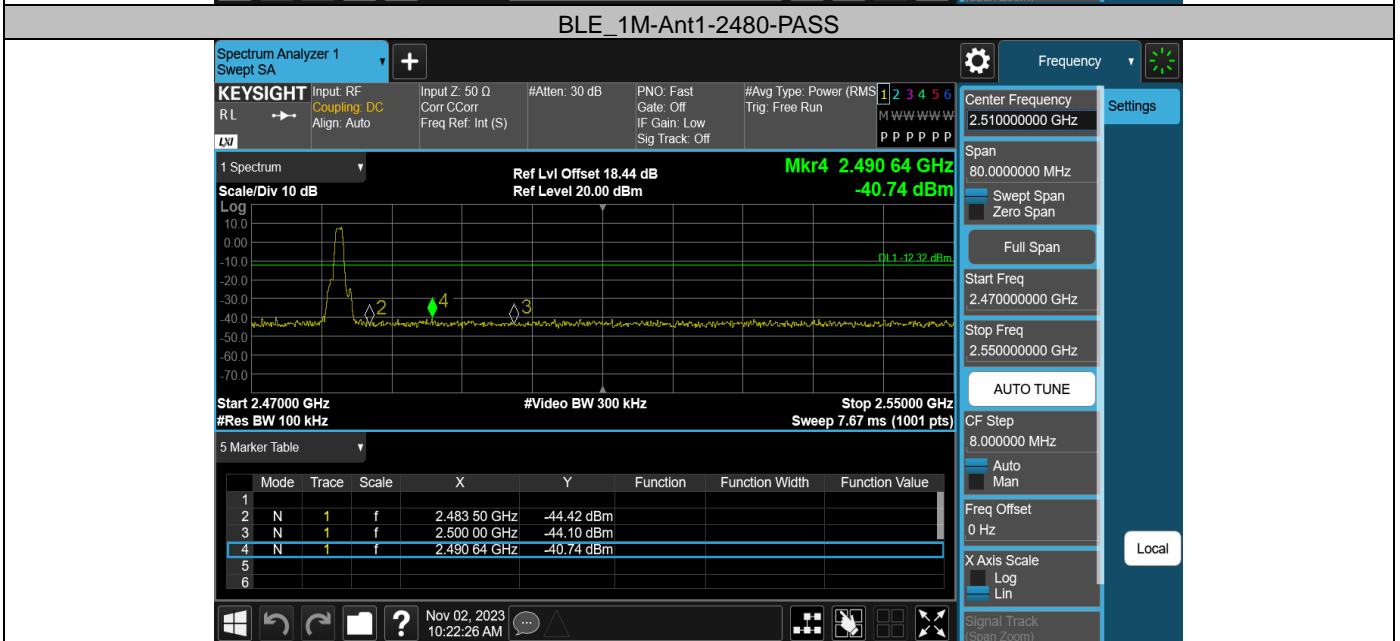 (Span Zoom)
BLE_1M-Ant1-2480-PASS
Spectrum Analyzer 1
Swept SA
Frequency
KEYSIGHT
RL
LXI
Input: RF
Coupling: DC
Align: Auto
Input Z: 50 Ω
Corr CCorr
Freq Ref: Int (S)
#Atten: 30 dB
PNO: Fast
Gate: Off
IF Gain: Low
Sig Track: Off
#Avg Type: Power (RMS
Trig: Free Run
1 2 3 4 5 6
M W W W W W
P P P P P P
1 Spectrum
Scale/Div 10 dB
Ref Lvl Offset 18.44 dB
Ref Level 20.00 dBm
Mkr4 2.490 64 GHz
-40.74 dBm
Log
10.0
0.00
-10.0
-20.0
-30.0
-40.0
-50.0
-60.0
-70.0
DL1 -12.32 dBm
2
4
3
Start 2.47000 GHz
#Video BW 300 kHz
Stop 2.55000 GHz
#Res BW 100 kHz
Sweep 7.67 ms (1001 pts)
5 Marker Table
Mode Trace Scale X Y Function Function Width Function Value
1
2 N 1 f 2.483 50 GHz -44.42 dBm
3 N 1 f 2.500 00 GHz -44.10 dBm
4 N 1 f 2.490 64 GHz -40.74 dBm
5
6
Center Frequency
2.510000000 GHz
Settings
Span
80.0000000 MHz
Swept Span
Zero Span
Full Span
Start Freq
2.470000000 GHz
Stop Freq
2.550000000 GHz
AUTO TUNE
CF Step
8.000000 MHz
Auto
Man
Freq Offset
0 Hz
X Axis Scale
Log
Lin
Local
Signal Track
(Span Zoom)
?
Nov 02, 2023
10:22:26 AM